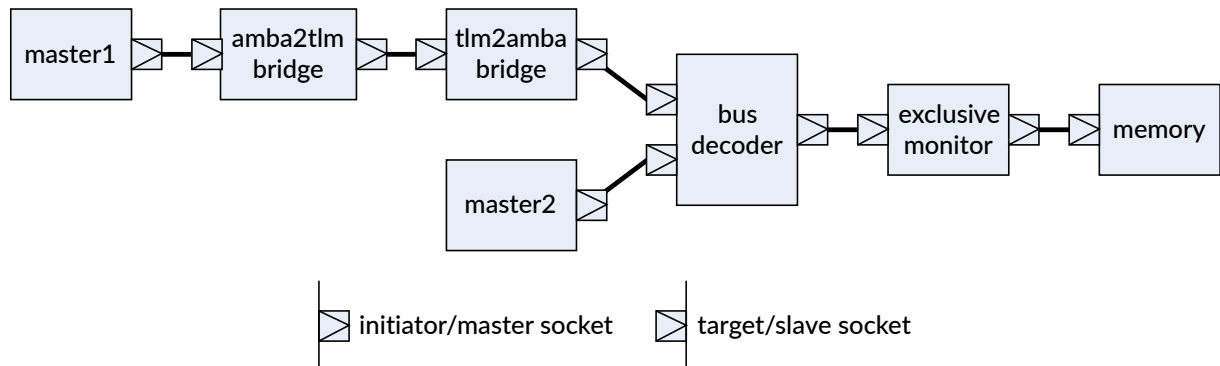 master1
amba2tlm
bridge
tlm2amba
bridge
bus
decoder
exclusive
monitor
memory
master2
initiator/master socket
target/slave socket